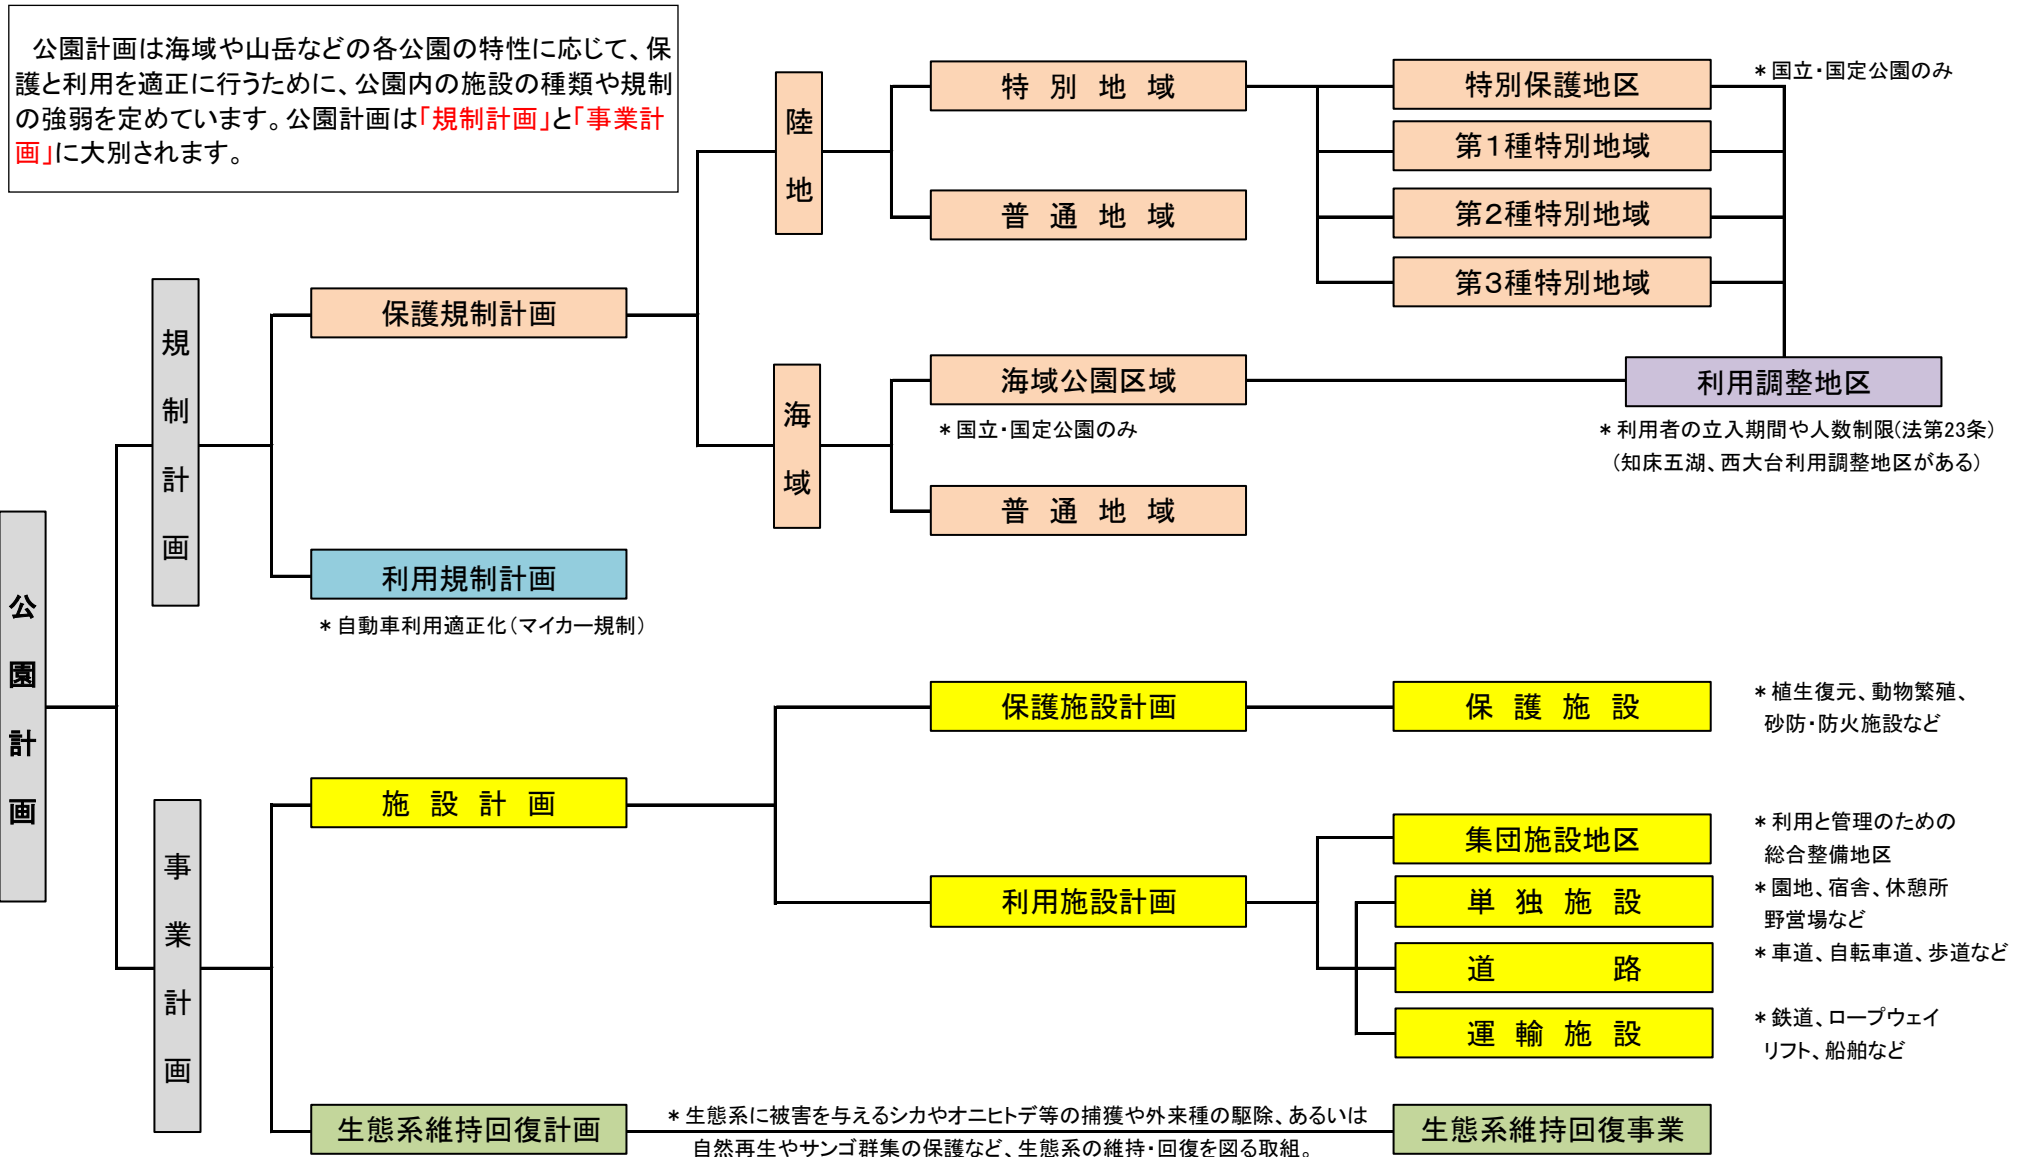 公園計画は海域や山岳などの各公園の特性に応じて、保
護と利用を適正に行うために、公園内の施設の種類や規制
の強弱を定めています。公園計画は「規制計画」と「事業計
画」に大別されます。
公園計画
規制計画
保護規制計画
陸地
特別地域
特別保護地区
＊国立・国定公園のみ
第1種特別地域
第2種特別地域
第3種特別地域
普通地域
海域
海域公園区域
＊国立・国定公園のみ
利用調整地区
＊利用者の立入期間や人数制限(法第23条)
（知床五湖、西大台利用調整地区がある）
普通地域
利用規制計画
＊自動車利用適正化（マイカー規制）
事業計画
施設計画
保護施設計画
保護施設
＊植生復元、動物繁殖、
砂防・防火施設など
利用施設計画
集団施設地区
＊利用と管理のための
総合整備地区
単独施設
＊園地、宿舎、休憩所
野営場など
道路
＊車道、自転車道、歩道など
運輸施設
＊鉄道、ロープウェイ
リフト、船舶など
生態系維持回復計画
＊生態系に被害を与えるシカやオニヒトデ等の捕獲や外来種の駆除、あるいは
自然再生やサンゴ群集の保護など、生態系の維持・回復を図る取組。
生態系維持回復事業